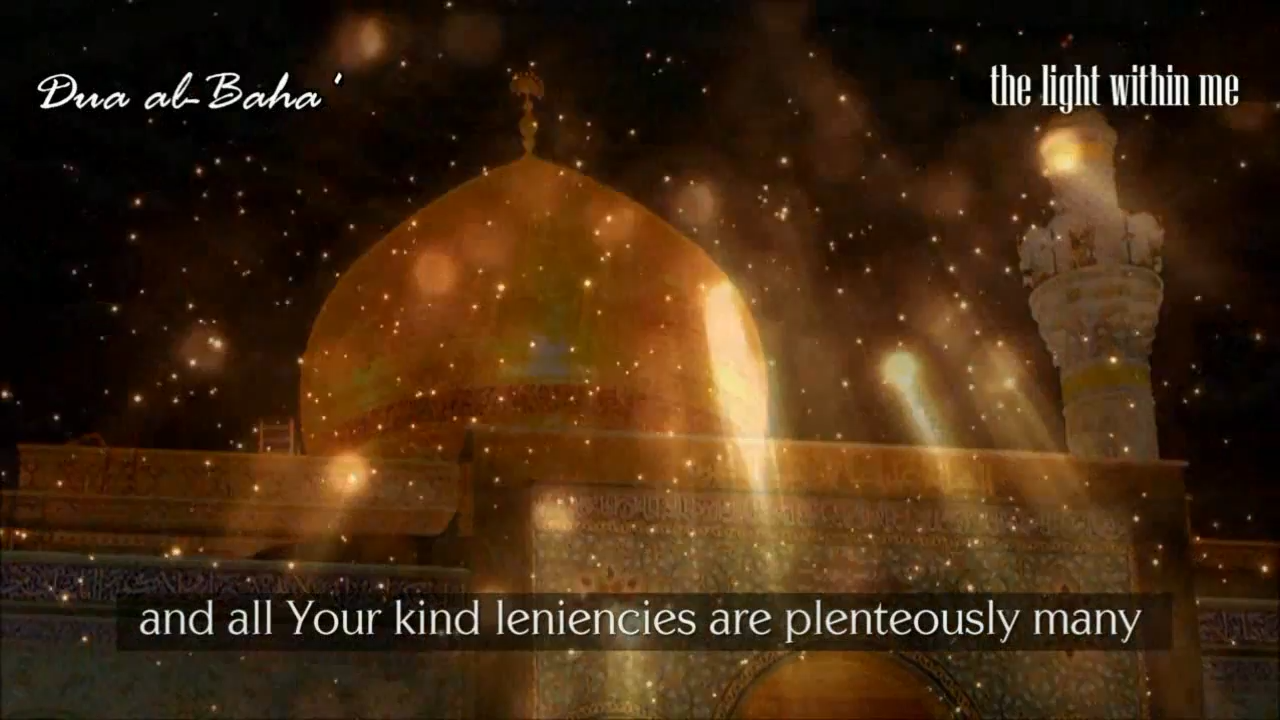 Dua al-Baha'
the light within me
and all Your kind leniencies are plenteously many